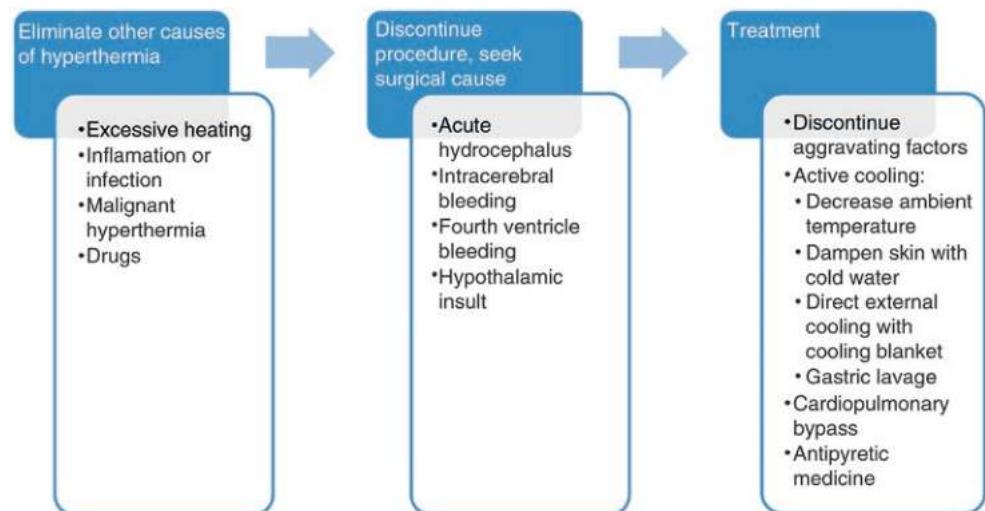 Eliminate other causes
of hyperthermia
•Excessive heating
•Inflamation or
infection
•Malignant
hyperthermia
•Drugs
Discontinue
procedure, seek
surgical cause
•Acute
hydrocephalus
•Intracerebral
bleeding
•Fourth ventricle
bleeding
•Hypothalamic
insult
Treatment
•Discontinue
aggravating factors
•Active cooling:
•Decrease ambient
temperature
•Dampen skin with
cold water
•Direct external
cooling with
cooling blanket
•Gastric lavage
•Cardiopulmonary
bypass
•Antipyretic
medicine